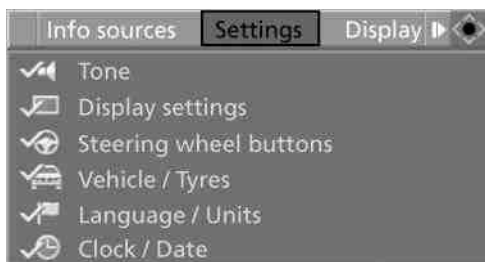 Info sources Settings Display
Tone
Display settings
Steering wheel buttons
Vehicle / Tyres
Language / Units
Clock / Date